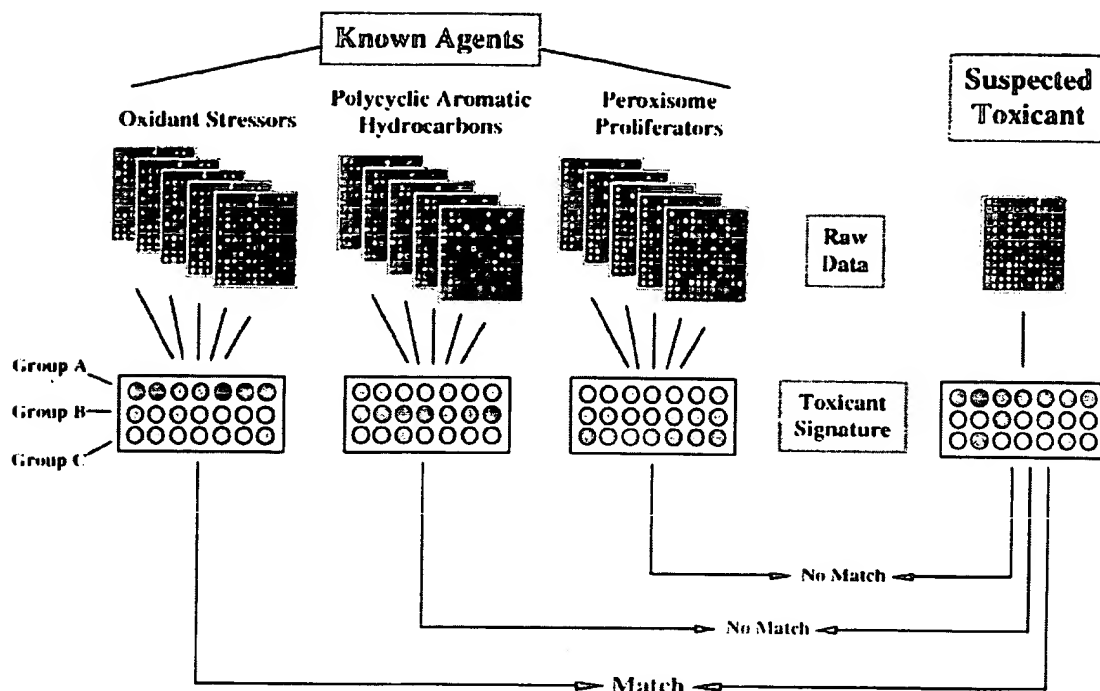 Known Agents
Suspected
Toxicant
Oxidant Stressors
Polycyclic Aromatic
Hydrocarbons
Peroxisome
Proliferators
Raw
Data
Group A
Group B
Group C
Toxicant
Signature
No Match
No Match
Match